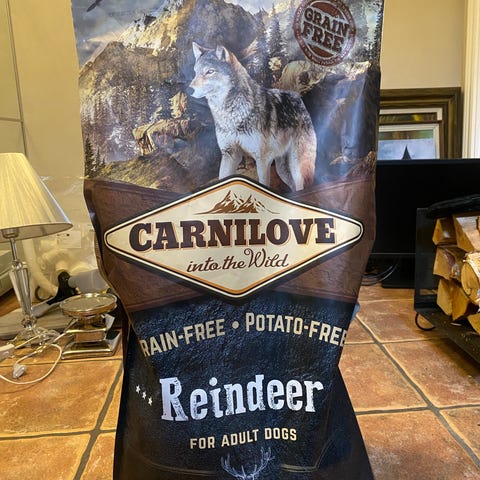 GRAIN
FREE
CARNILOVE
into the Wild
RAIN-FREE • POTATO-FREE
Reindeer
FOR ADULT DOGS